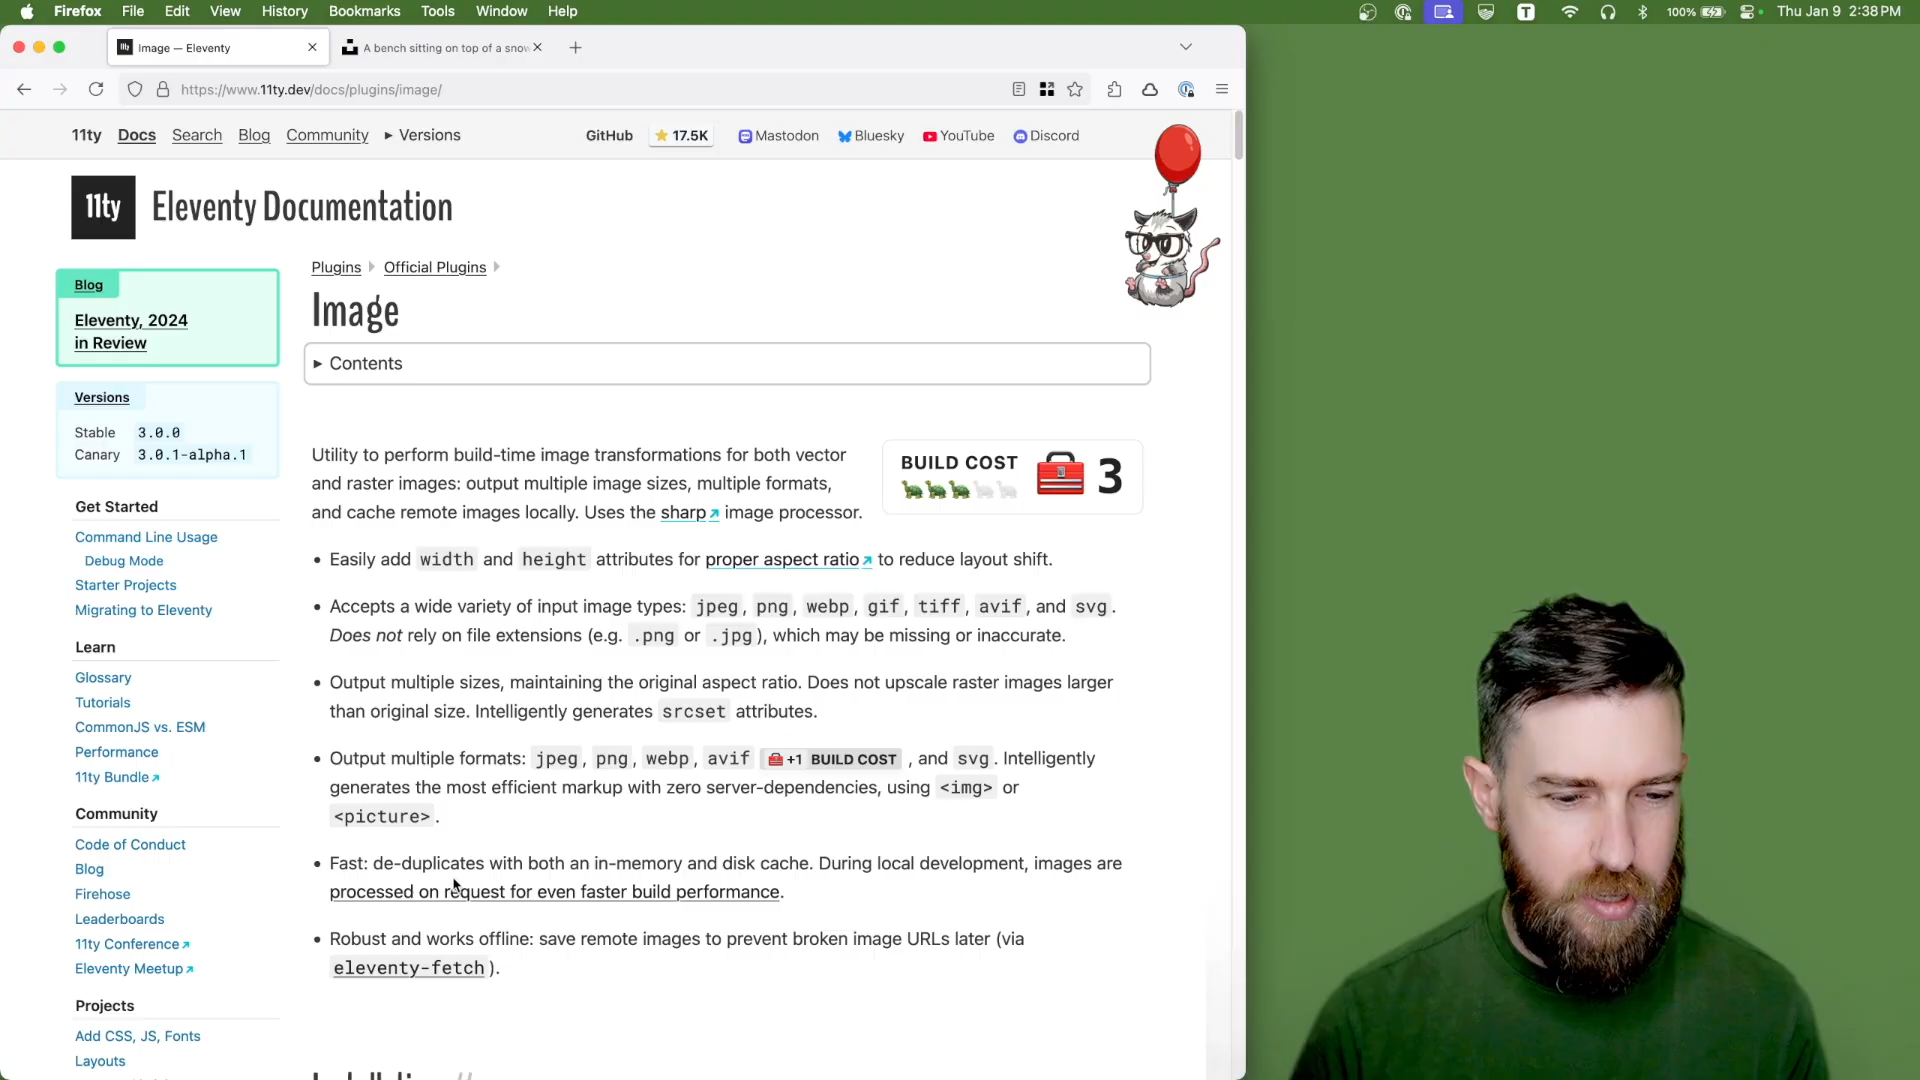 Firefox File Edit View History Bookmarks Tools Window Help
100% Thu Jan 9 2:38 PM
Image — Eleventy
A bench sitting on top of a snow
https://www.11ty.dev/docs/plugins/image/
11ty Docs Search Blog Community ▸ Versions
GitHub 17.5K Mastodon Bluesky YouTube Discord
11ty Eleventy Documentation
Blog
Eleventy, 2024
in Review
Versions
Stable 3.0.0
Canary 3.0.1-alpha.1
Get Started
Command Line Usage
Debug Mode
Starter Projects
Migrating to Eleventy
Learn
Glossary
Tutorials
CommonJS vs. ESM
Performance
11ty Bundle
Community
Code of Conduct
Blog
Firehose
Leaderboards
11ty Conference
Eleventy Meetup
Projects
Add CSS, JS, Fonts
Layouts
Plugins Official Plugins
Image
▸ Contents
Utility to perform build-time image transformations for both vector
and raster images: output multiple image sizes, multiple formats,
and cache remote images locally. Uses the sharp image processor.
BUILD COST 3
• Easily add width and height attributes for proper aspect ratio to reduce layout shift.
• Accepts a wide variety of input image types: jpeg, png, webp, gif, tiff, avif, and svg.
Does not rely on file extensions (e.g. .png or .jpg), which may be missing or inaccurate.
• Output multiple sizes, maintaining the original aspect ratio. Does not upscale raster images larger
than original size. Intelligently generates srcset attributes.
• Output multiple formats: jpeg, png, webp, avif +1 BUILD COST , and svg. Intelligently
generates the most efficient markup with zero server-dependencies, using <img> or
<picture>.
• Fast: de-duplicates with both an in-memory and disk cache. During local development, images are
processed on request for even faster build performance.
• Robust and works offline: save remote images to prevent broken image URLs later (via
eleventy-fetch).